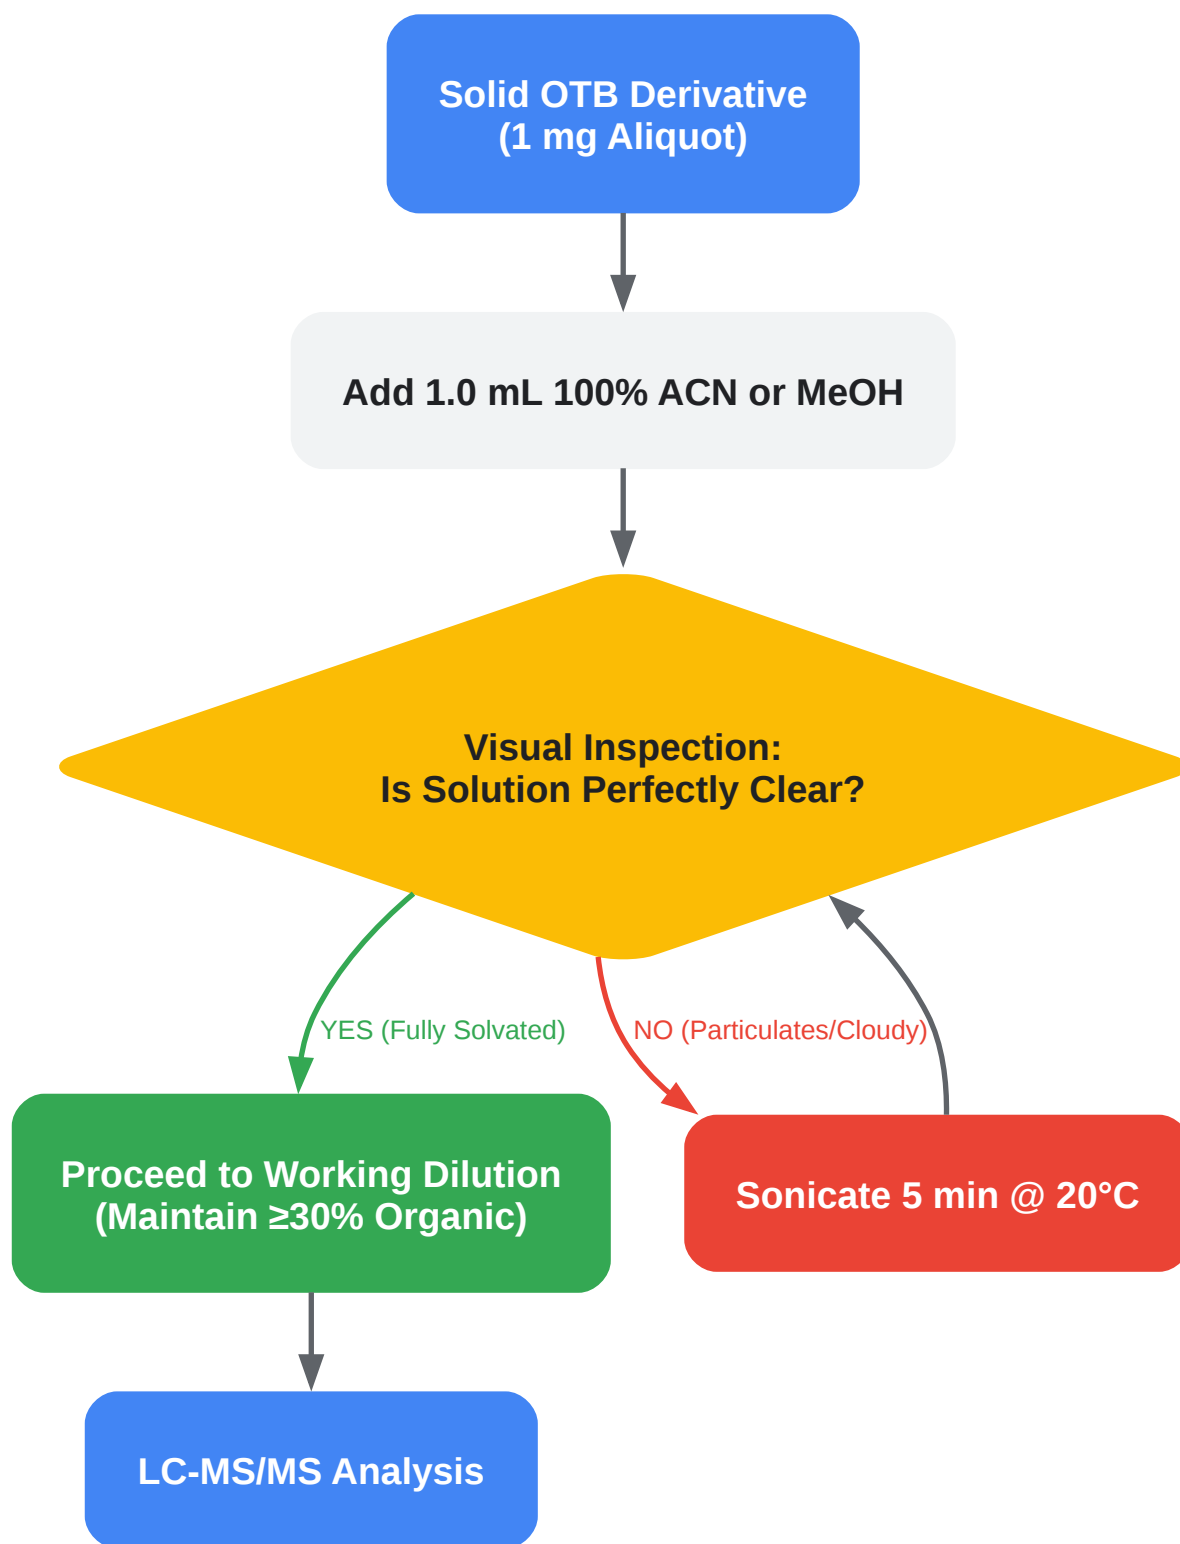 Solid OTB Derivative
(1 mg Aliquot)
Add 1.0 mL 100% ACN or MeOH
Visual Inspection:
Is Solution Perfectly Clear?
YES (Fully Solvated)
NO (Particulates/Cloudy)
Proceed to Working Dilution
(Maintain ≥30% Organic)
Sonicate 5 min @ 20°C
LC-MS/MS Analysis